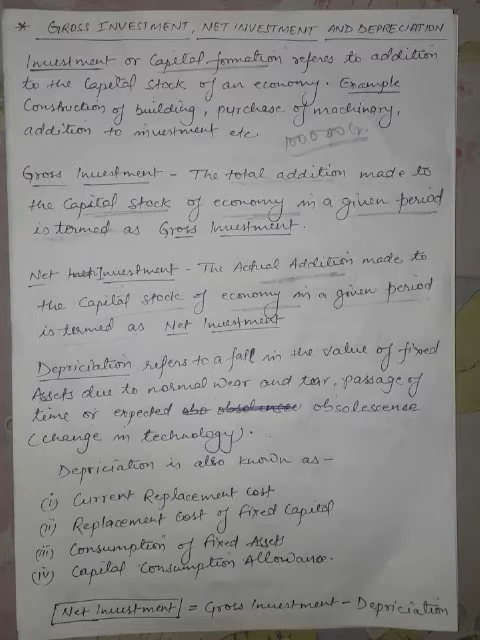 * GROSS INVESTMENT, NET INVESTMENT AND DEPRECIATION
Investment or Capital formation referes to addition
to the Capital Stock of an economy. Example
Construction of building, purchase of machinary,
addition to investment etc.
Gross Investment - The total addition made to
the Capital Stock of economy in a given period
is termed as Gross Investment.
Net Investment - The Actual Addition made to
the Capital stock of economy in a given period
is termed as Net Investment
Depriciation refers to a fall in the value of fixed
Assets due to normal wear and tear, passage of
time or expected obsolescence
(change in technology).
Depriciation is also known as -
(i) Current Replacement Cost
(ii) Replacement Cost of Fixed Capital
(iii) Consumption of fixed Assets
(iv) Capital Consumption Allowance.
Net Investment = Gross Investment - Depriciation